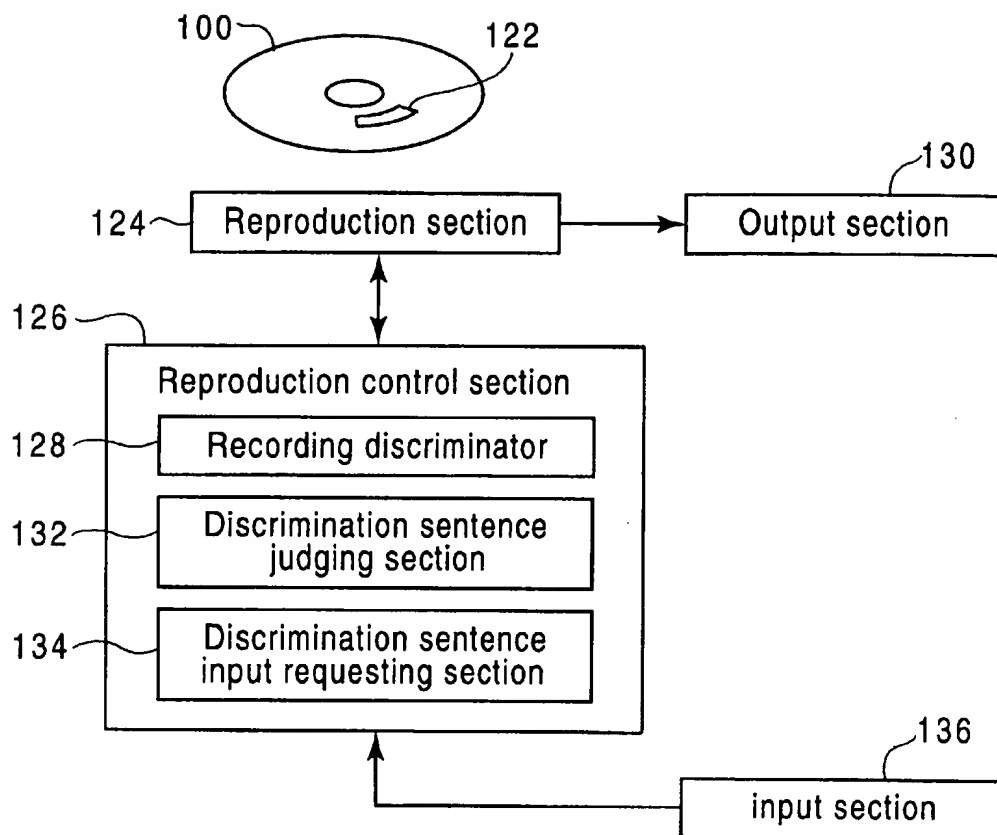 100
122
130
124
Reproduction section
Output section
126
Reproduction control section
128
Recording discriminator
132
Discrimination sentence
judging section
134
Discrimination sentence
input requesting section
136
input section